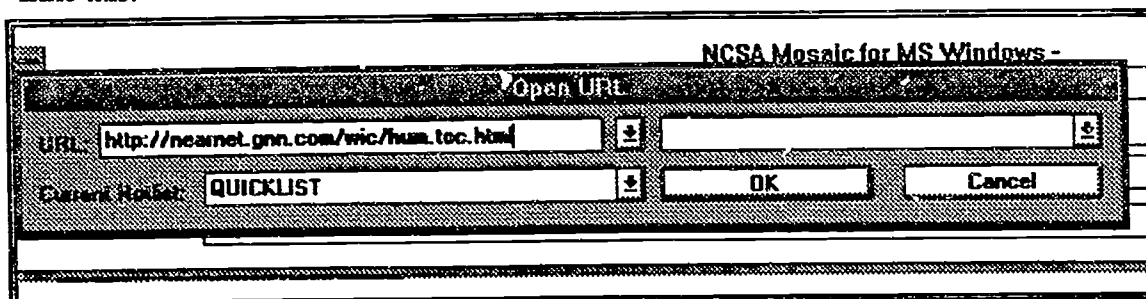 NCSA Mosaic for MS Windows -
Open URL
URL: http://nearnet.gnn.com/wic/hum.toc.html
Current Hotlist: QUICKLIST OK Cancel